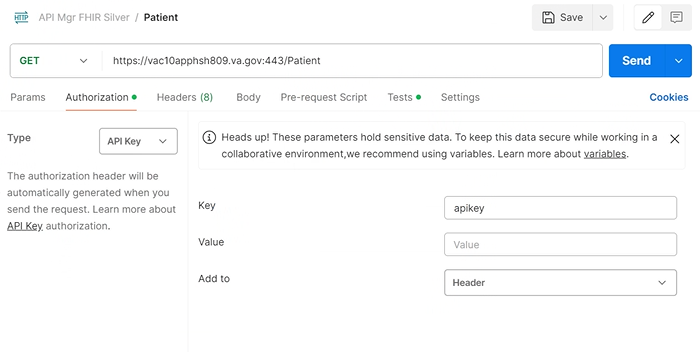 HTTP API Mgr FHIR Silver / Patient
Save
GET https://vac10apphsh809.va.gov:443/Patient Send
Params Authorization Headers (8) Body Pre-request Script Tests Settings Cookies
Type API Key
The authorization header will be
automatically generated when you
send the request. Learn more about
API Key authorization.
Heads up! These parameters hold sensitive data. To keep this data secure while working in a
collaborative environment,we recommend using variables. Learn more about variables.
Key apikey
Value Value
Add to Header